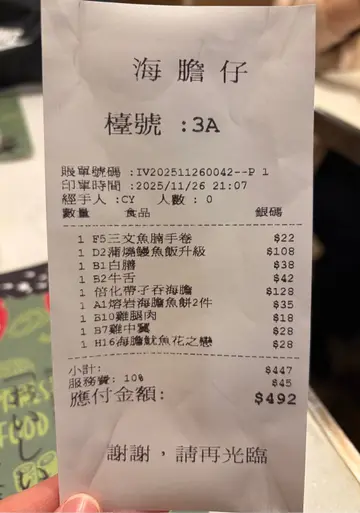 海膽仔
檯號 :3A
賬單號碼 :IV202511260042--P 1
印單時間 :2025/11/26 21:07
經手人 :CY 人數 : 0
數量 食品 銀碼
1 F5三文魚腩手卷 $22
1 D2蒲燒鰻魚飯升級 $108
1 B1白膶 $38
1 B2牛舌 $42
1 倍化帶子吞海膽 $128
1 A1熔岩海膽魚餅2件 $35
1 B10雞腿肉 $18
1 B7雞中翼 $28
1 H16海膽魷魚花之戀 $28
小計: $447
服務費: 10% $45
應付金額: $492
謝謝，請再光臨